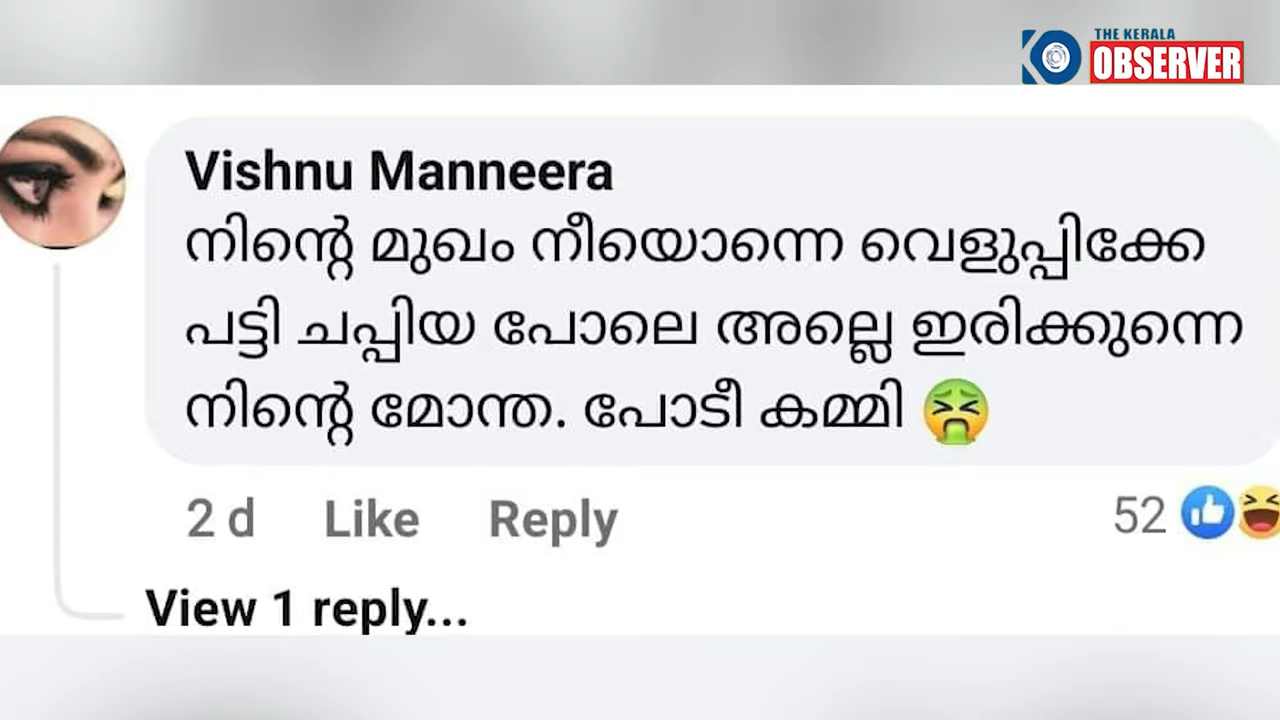 THE KERALA
OBSERVER
Vishnu Manneera
നിന്റെ മുഖം നീയൊന്നെ വെളുപ്പിക്കേ
പട്ടി ചപ്പിയ പോലെ അല്ലെ ഇരിക്കുന്നെ
നിന്റെ മോന്ത. പോടീ കമ്മി 🤮
2 d Like Reply 52
View 1 reply...